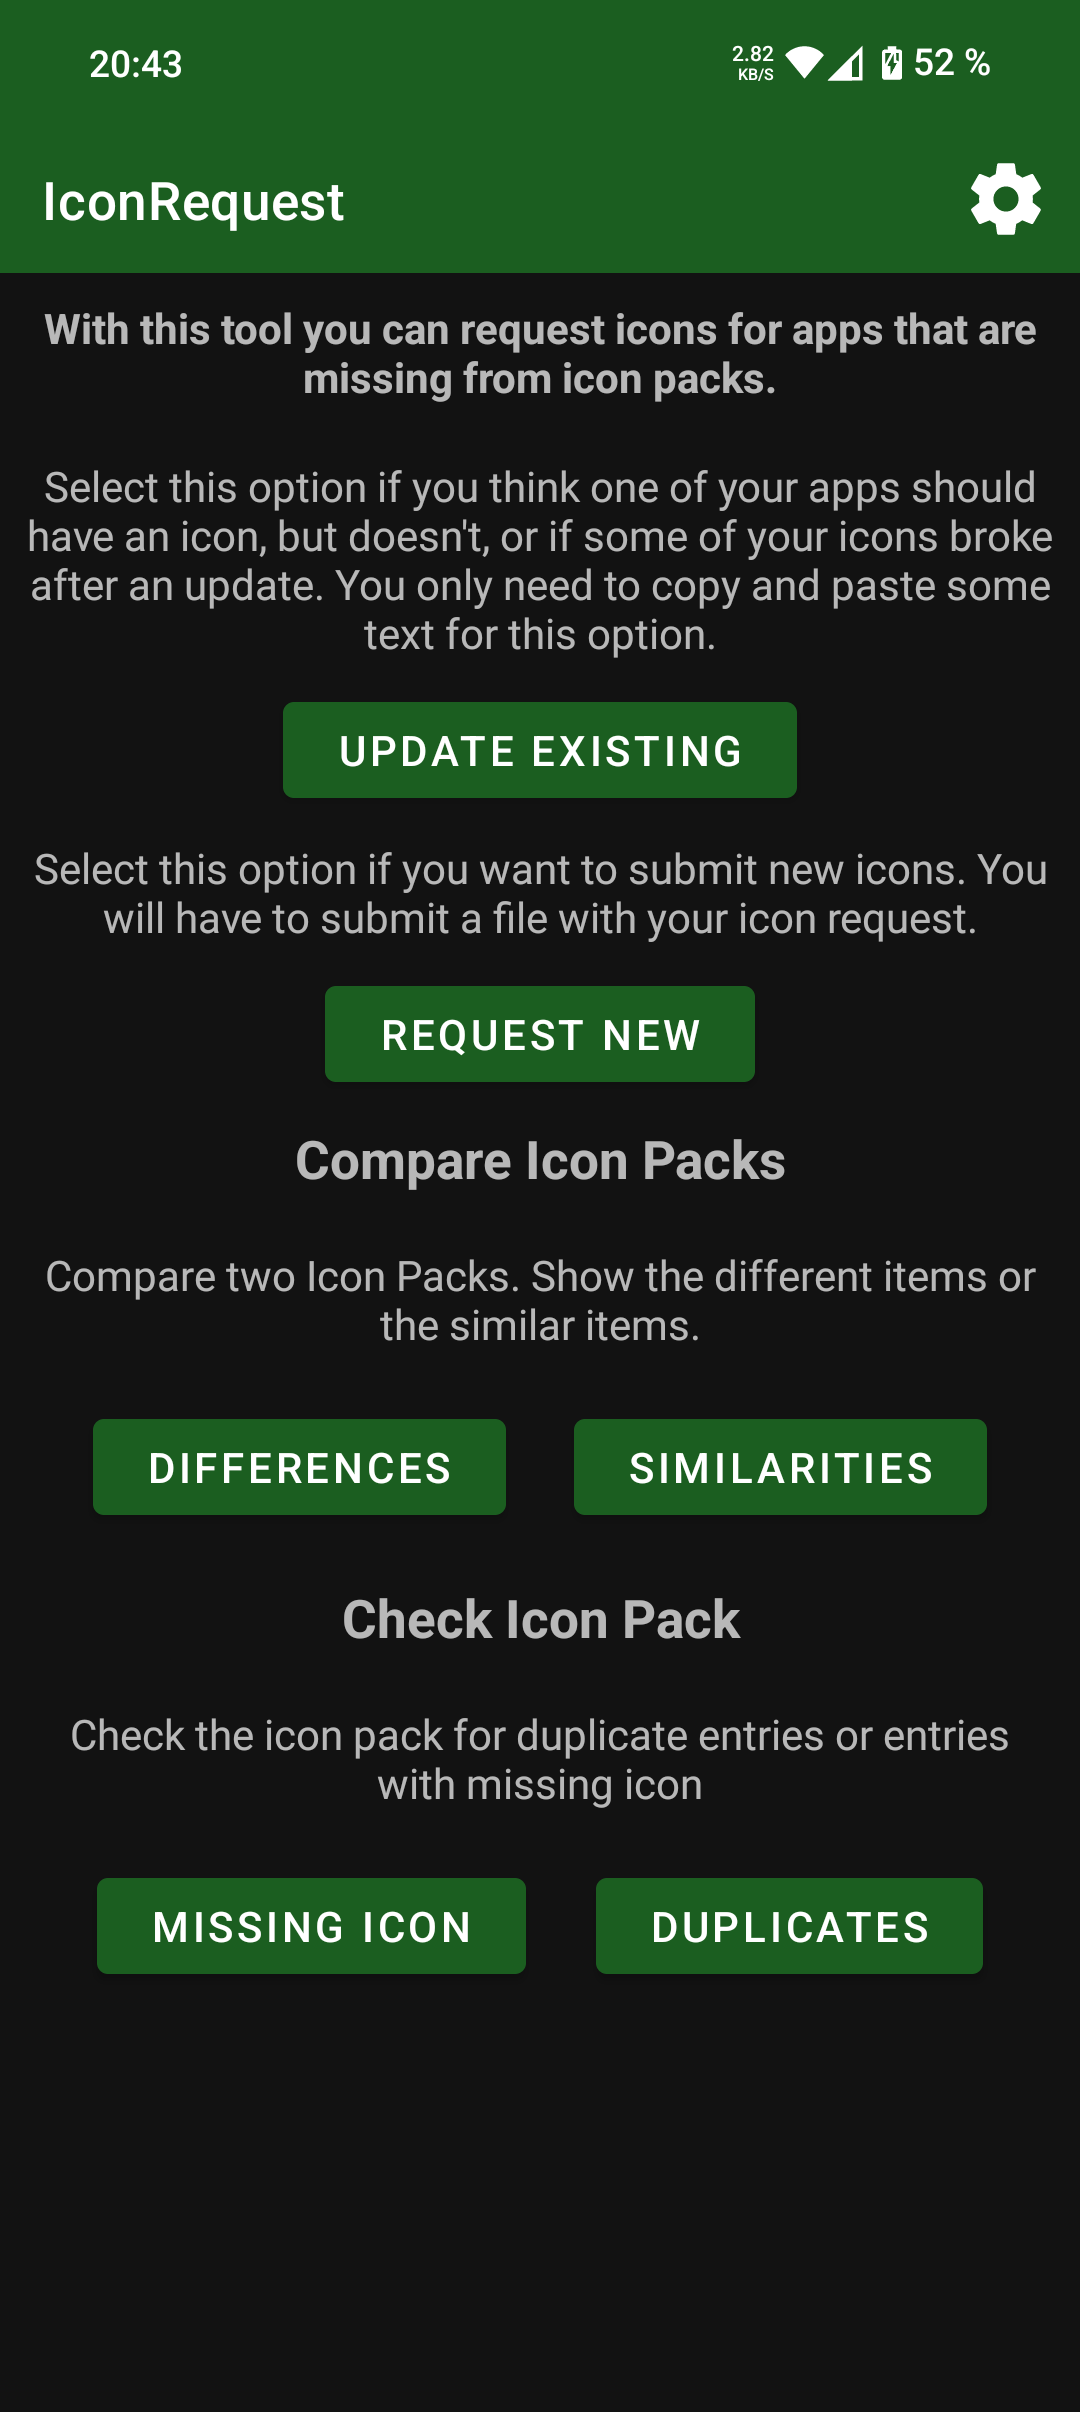 20:43
2.82
KB/S
52 %
IconRequest
With this tool you can request icons for apps that are
missing from icon packs.
Select this option if you think one of your apps should
have an icon, but doesn't, or if some of your icons broke
after an update. You only need to copy and paste some
text for this option.
UPDATE EXISTING
Select this option if you want to submit new icons. You
will have to submit a file with your icon request.
REQUEST NEW
Compare Icon Packs
Compare two Icon Packs. Show the different items or
the similar items.
DIFFERENCES
SIMILARITIES
Check Icon Pack
Check the icon pack for duplicate entries or entries
with missing icon
MISSING ICON
DUPLICATES